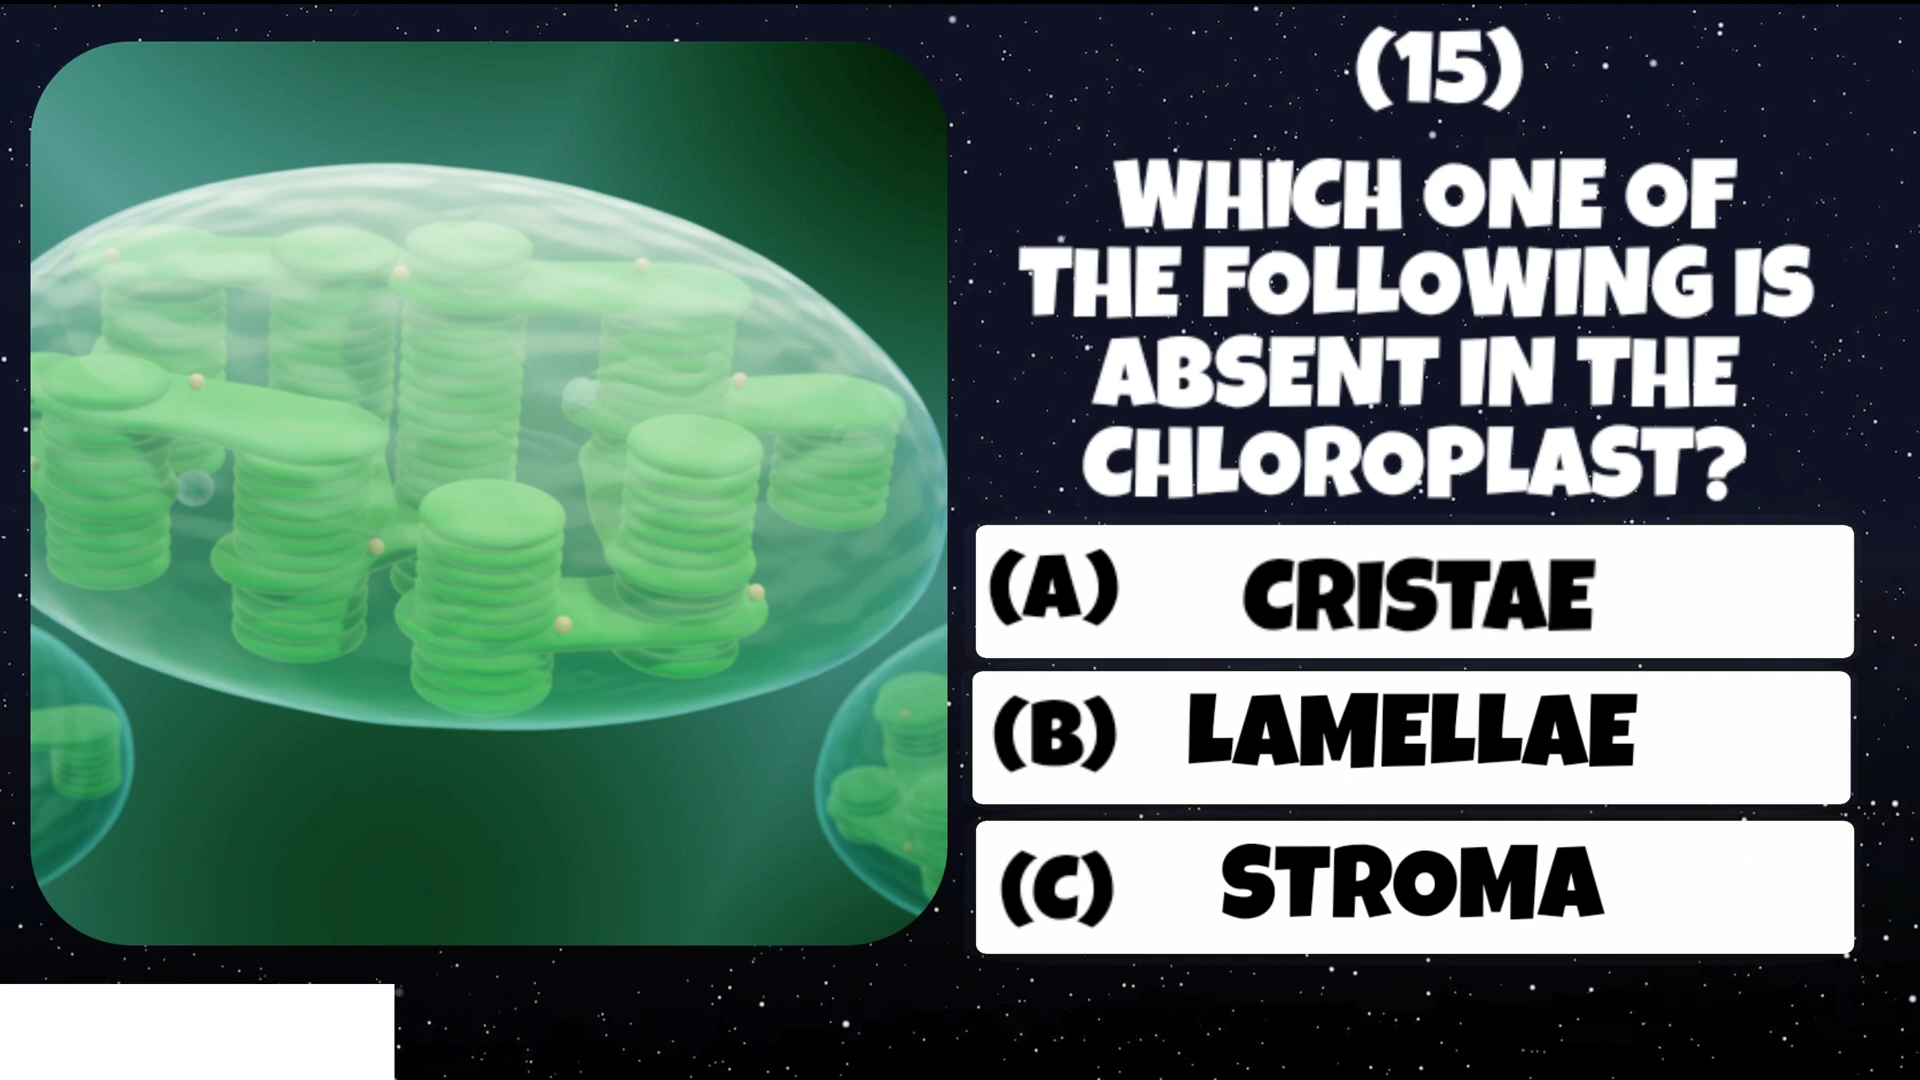 (15)
WHICH ONE OF
THE FOLLOWING IS
ABSENT IN THE
CHLOROPLAST?
(A) CRISTAE
(B) LAMELLAE
(C) STROMA